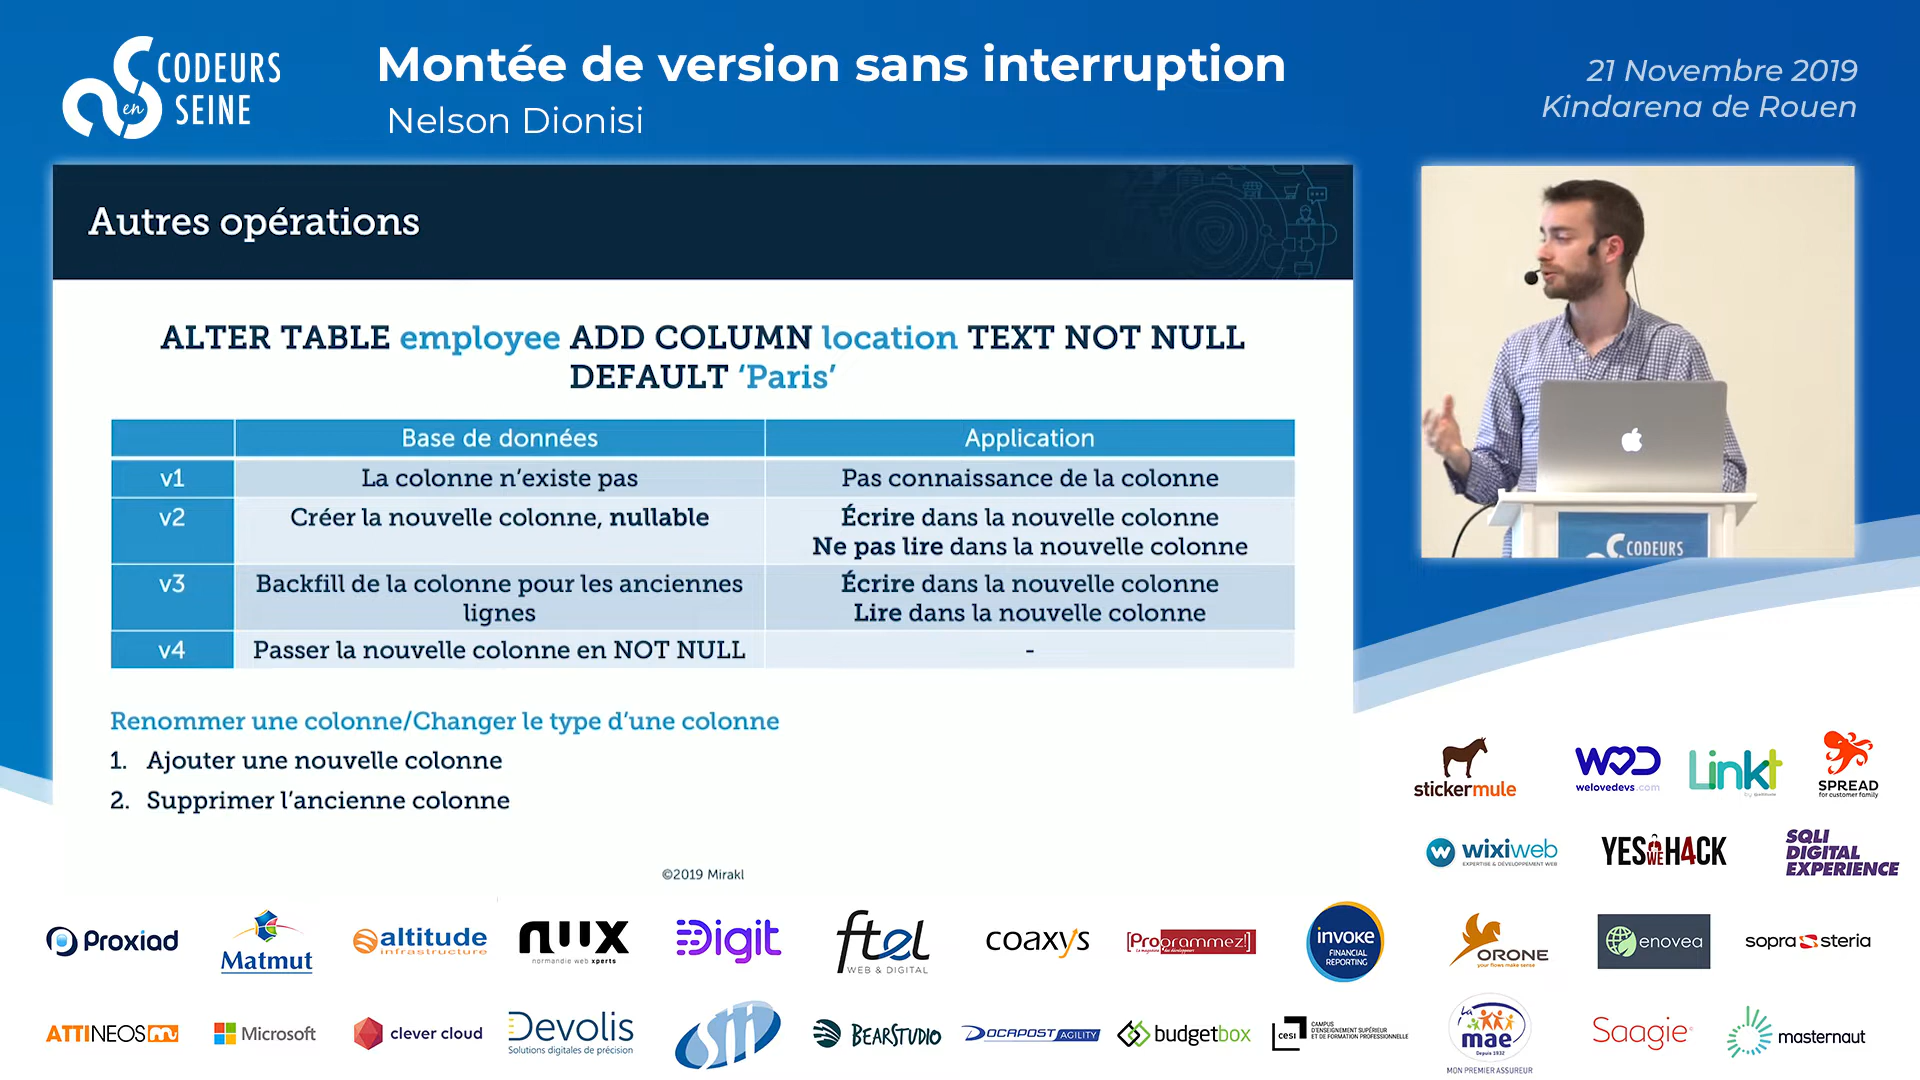 CODEURS
en
SEINE
Montée de version sans interruption
Nelson Dionisi
21 Novembre 2019
Kindarena de Rouen
Autres opérations
ALTER TABLE employee ADD COLUMN location TEXT NOT NULL
DEFAULT ‘Paris’
Base de données Application
v1 La colonne n’existe pas Pas connaissance de la colonne
v2 Créer la nouvelle colonne, nullable Écrire dans la nouvelle colonne
Ne pas lire dans la nouvelle colonne
v3 Backfill de la colonne pour les anciennes lignes Écrire dans la nouvelle colonne
Lire dans la nouvelle colonne
v4 Passer la nouvelle colonne en NOT NULL -
Renommer une colonne/Changer le type d’une colonne
1. Ajouter une nouvelle colonne
2. Supprimer l’ancienne colonne
©2019 Mirakl
CODEURS
stickermule
WD
welovedevs.com
Linkt
SPREAD
for customer family
wixiweb
EXPERTISE & DÉVELOPPEMENT WEB
YES WE H4CK
SQLI
DIGITAL
EXPERIENCE
Proxiad
Matmut
altitude
infrastructure
nwx
normandie web xperts
Digit
ftel
WEB & DIGITAL
coaxys
[Programmez!]
invoke
FINANCIAL
REPORTING
ORONE
your flows make sense
enovea
sopra steria
ATTINEOS
Microsoft
clever cloud
Devolis
Solutions digitales de précision
sii
BEARSTUDIO
DOCAPOST AGILITY
budgetbox
cesi
CAMPUS
D'ENSEIGNEMENT SUPÉRIEUR
ET DE FORMATION PROFESSIONNELLE
La
mae
Depuis 1932
MON PREMIER ASSUREUR
Saagie
masternaut